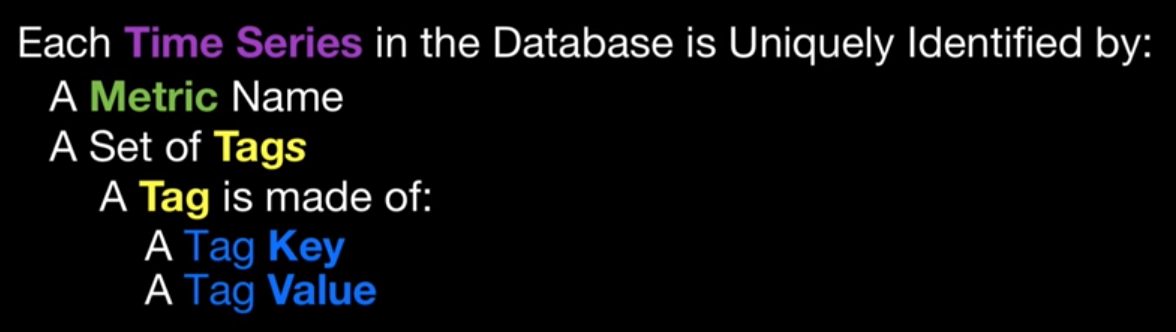 Each Time Series in the Database is Uniquely Identified by:
A Metric Name
A Set of Tags
A Tag is made of:
A Tag Key
A Tag Value